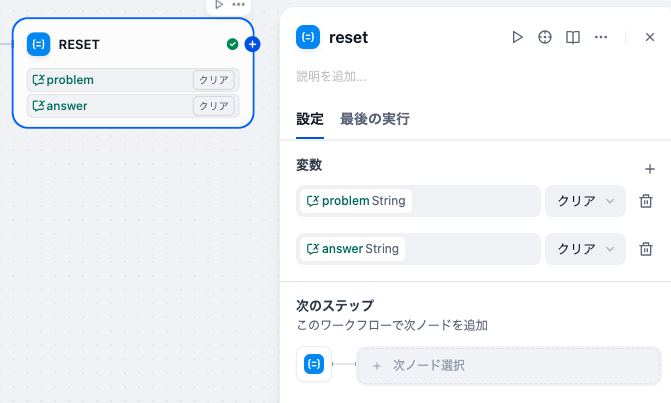 RESET
problem クリア
answer クリア
reset
説明を追加...
設定 最後の実行
変数
problem String クリア
answer String クリア
次のステップ
このワークフローで次ノードを追加
+ 次ノード選択